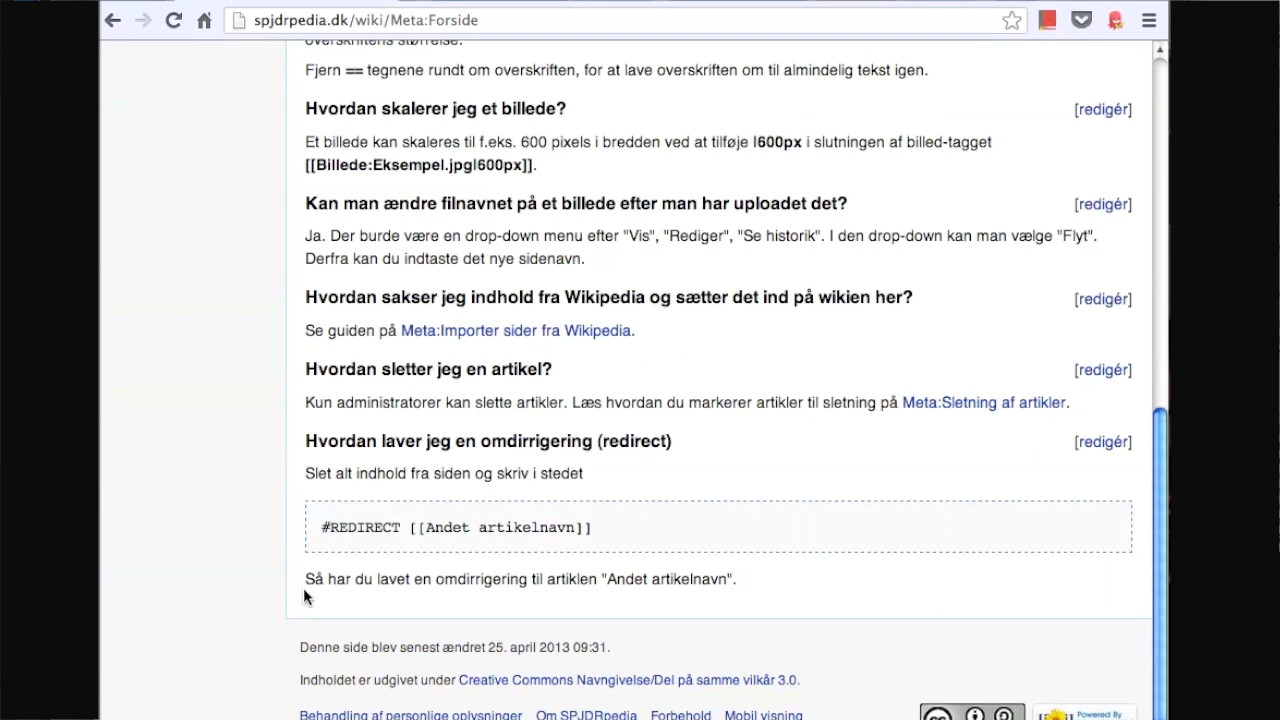 spjdrpedia.dk/wiki/Meta:Forside
overskriftens størrelse.
Fjern == tegnene rundt om overskriften, for at lave overskriften om til almindelig tekst igen.
Hvordan skalerer jeg et billede? [redigér]
Et billede kan skaleres til f.eks. 600 pixels i bredden ved at tilføje |600px i slutningen af billed-tagget
[[Billede:Eksempel.jpg|600px]].
Kan man ændre filnavnet på et billede efter man har uploadet det? [redigér]
Ja. Der burde være en drop-down menu efter "Vis", "Rediger", "Se historik". I den drop-down kan man vælge "Flyt".
Derfra kan du indtaste det nye sidenavn.
Hvordan sakser jeg indhold fra Wikipedia og sætter det ind på wikien her? [redigér]
Se guiden på Meta:Importer sider fra Wikipedia.
Hvordan sletter jeg en artikel? [redigér]
Kun administratorer kan slette artikler. Læs hvordan du markerer artikler til sletning på Meta:Sletning af artikler.
Hvordan laver jeg en omdirrigering (redirect) [redigér]
Slet alt indhold fra siden og skriv i stedet
#REDIRECT [[Andet artikelnavn]]
Så har du lavet en omdirrigering til artiklen "Andet artikelnavn".
Denne side blev senest ændret 25. april 2013 09:31.
Indholdet er udgivet under Creative Commons Navngivelse/Del på samme vilkår 3.0.
Behandling af personlige oplysninger Om SPJDRpedia Forbehold Mobil visning
cc Powered By